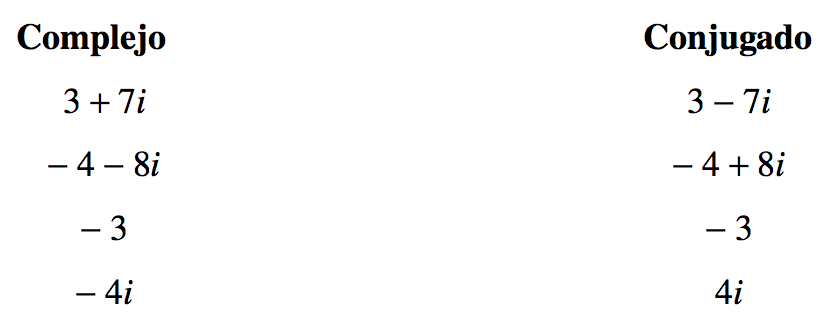 Complejo Conjugado
3 + 7i 3 – 7i
– 4 – 8i – 4 + 8i
– 3 – 3
– 4i 4i